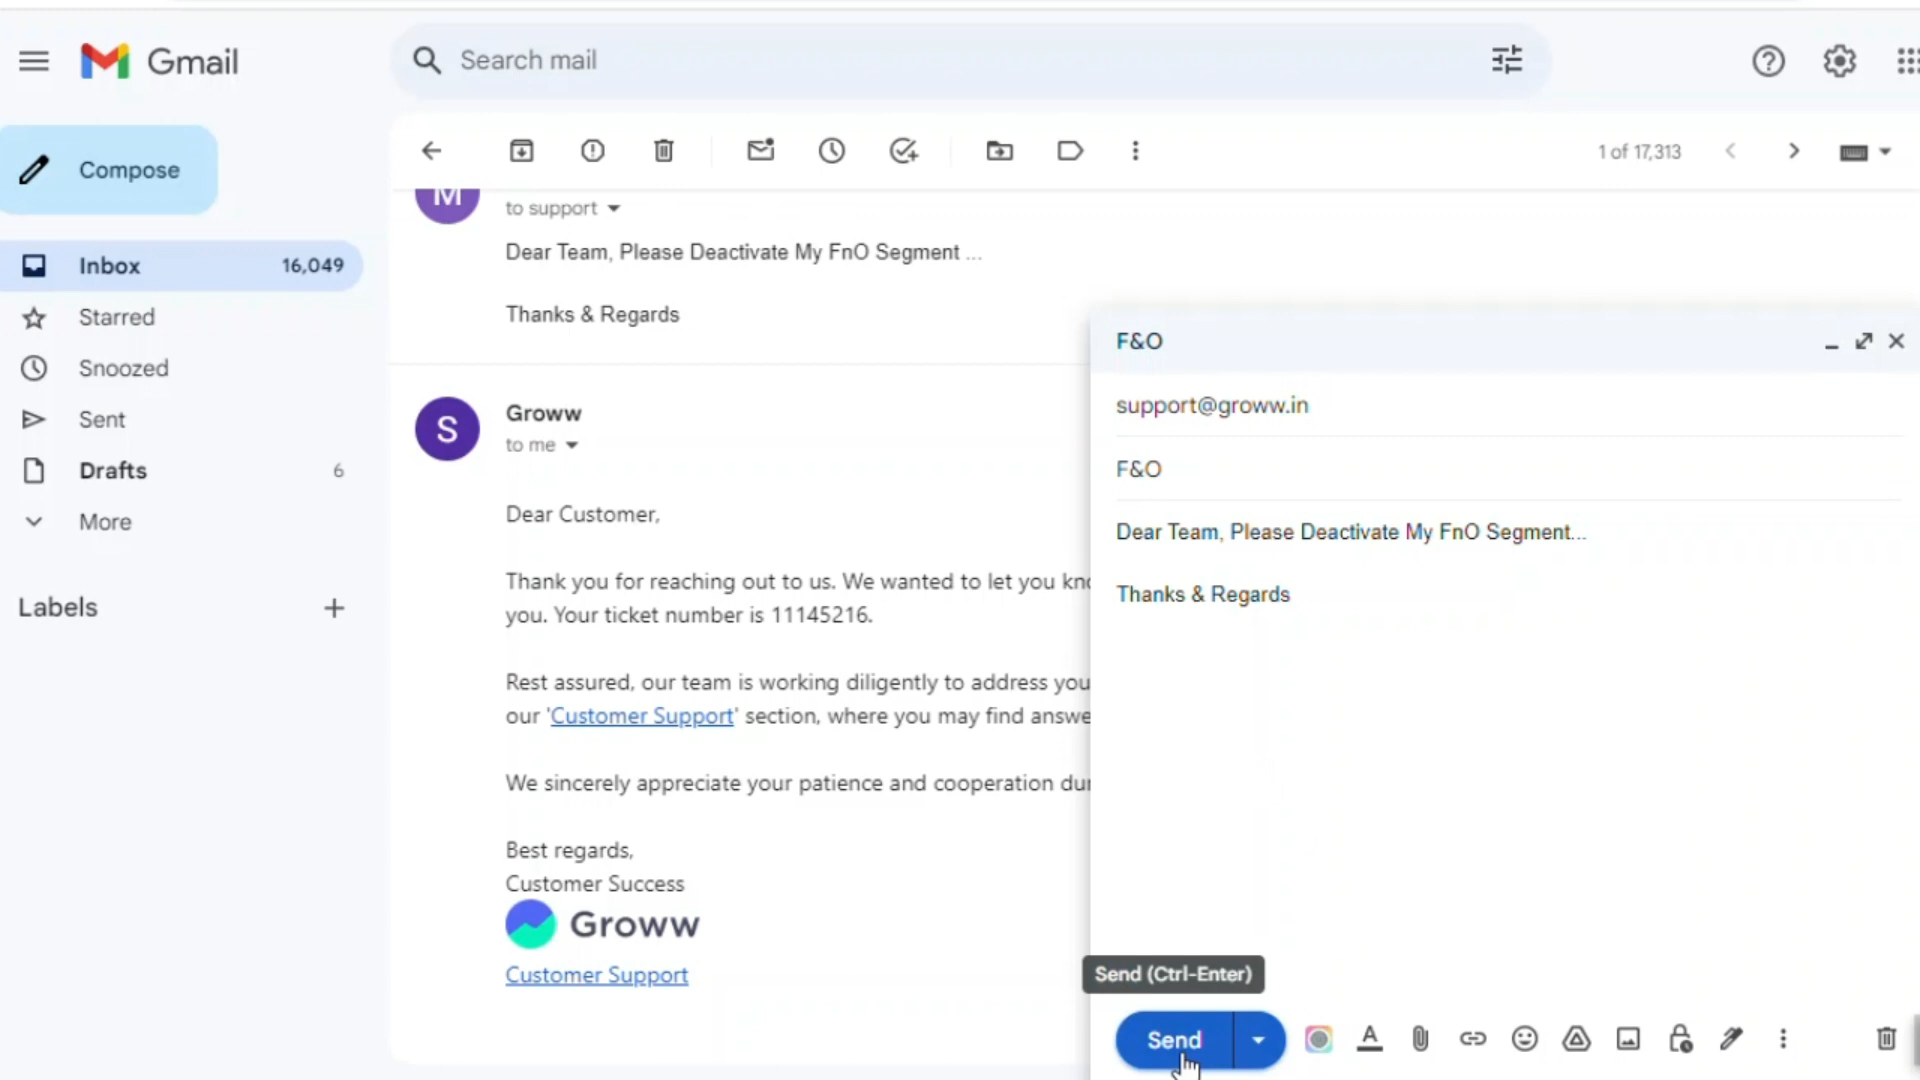 Gmail
Search mail
Compose
1 of 17,313
Inbox 16,049
Starred
Snoozed
Sent
Drafts 6
More
Labels
M
to support
Dear Team, Please Deactivate My FnO Segment ...
Thanks & Regards
S
Groww
to me
Dear Customer,
Thank you for reaching out to us. We wanted to let you
you. Your ticket number is 11145216.
Rest assured, our team is working diligently to address
our 'Customer Support' section, where you may find
We sincerely appreciate your patience and cooperation
Best regards,
Customer Success
Groww
Customer Support
F&O
support@groww.in
F&O
Dear Team, Please Deactivate My FnO Segment...
Thanks & Regards
Send (Ctrl-Enter)
Send